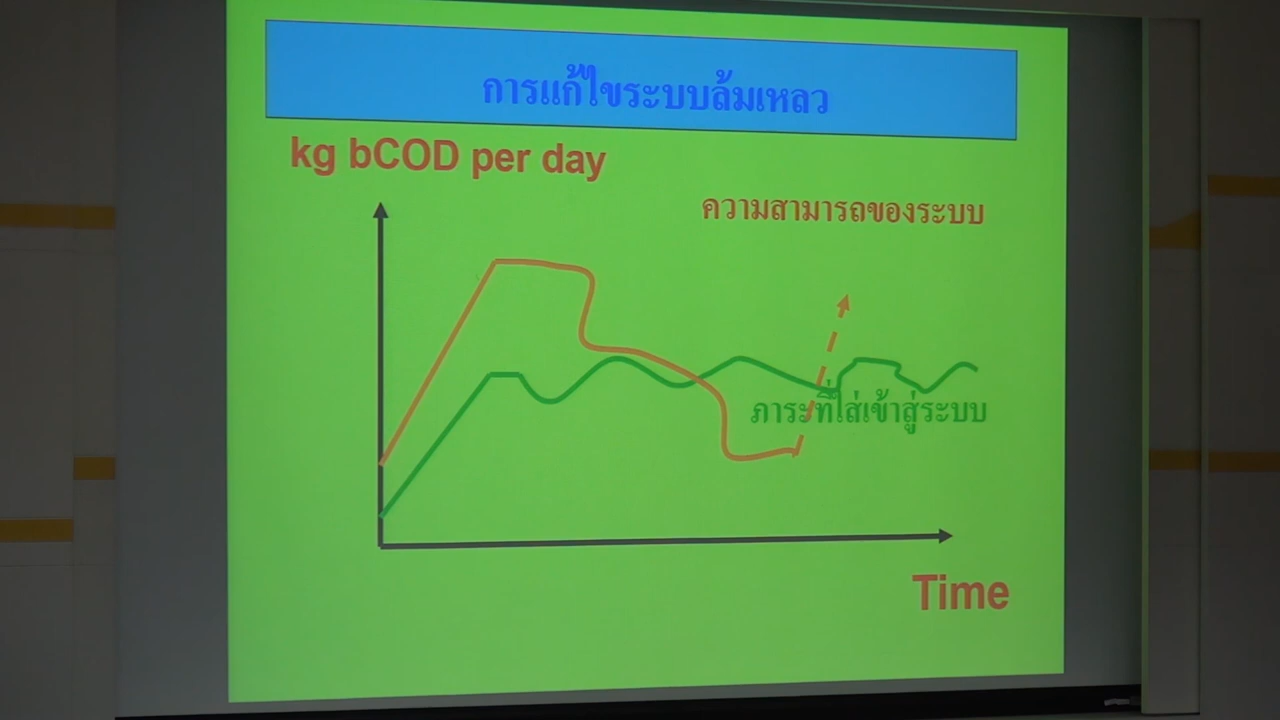 การแก้ไขระบบล้มเหลว
kg bCOD per day
ความสามารถของระบบ
ภาระที่ใส่เข้าสู่ระบบ
Time